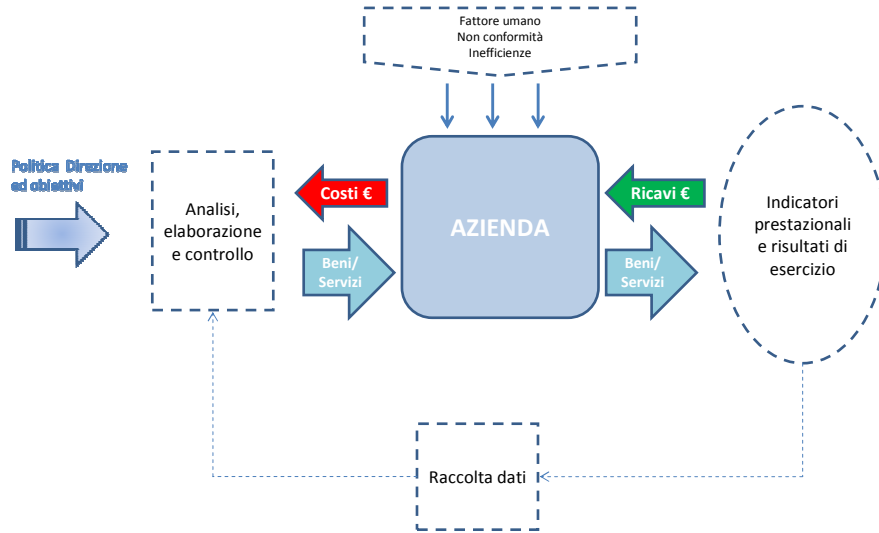 Fattore umano
Non conformità
Inefficienze
Politica Direzione
ed obiettivi
Analisi,
elaborazione
e controllo
Costi €
Beni/
Servizi
AZIENDA
Ricavi €
Beni/
Servizi
Indicatori
prestazionali
e risultati di
esercizio
Raccolta dati